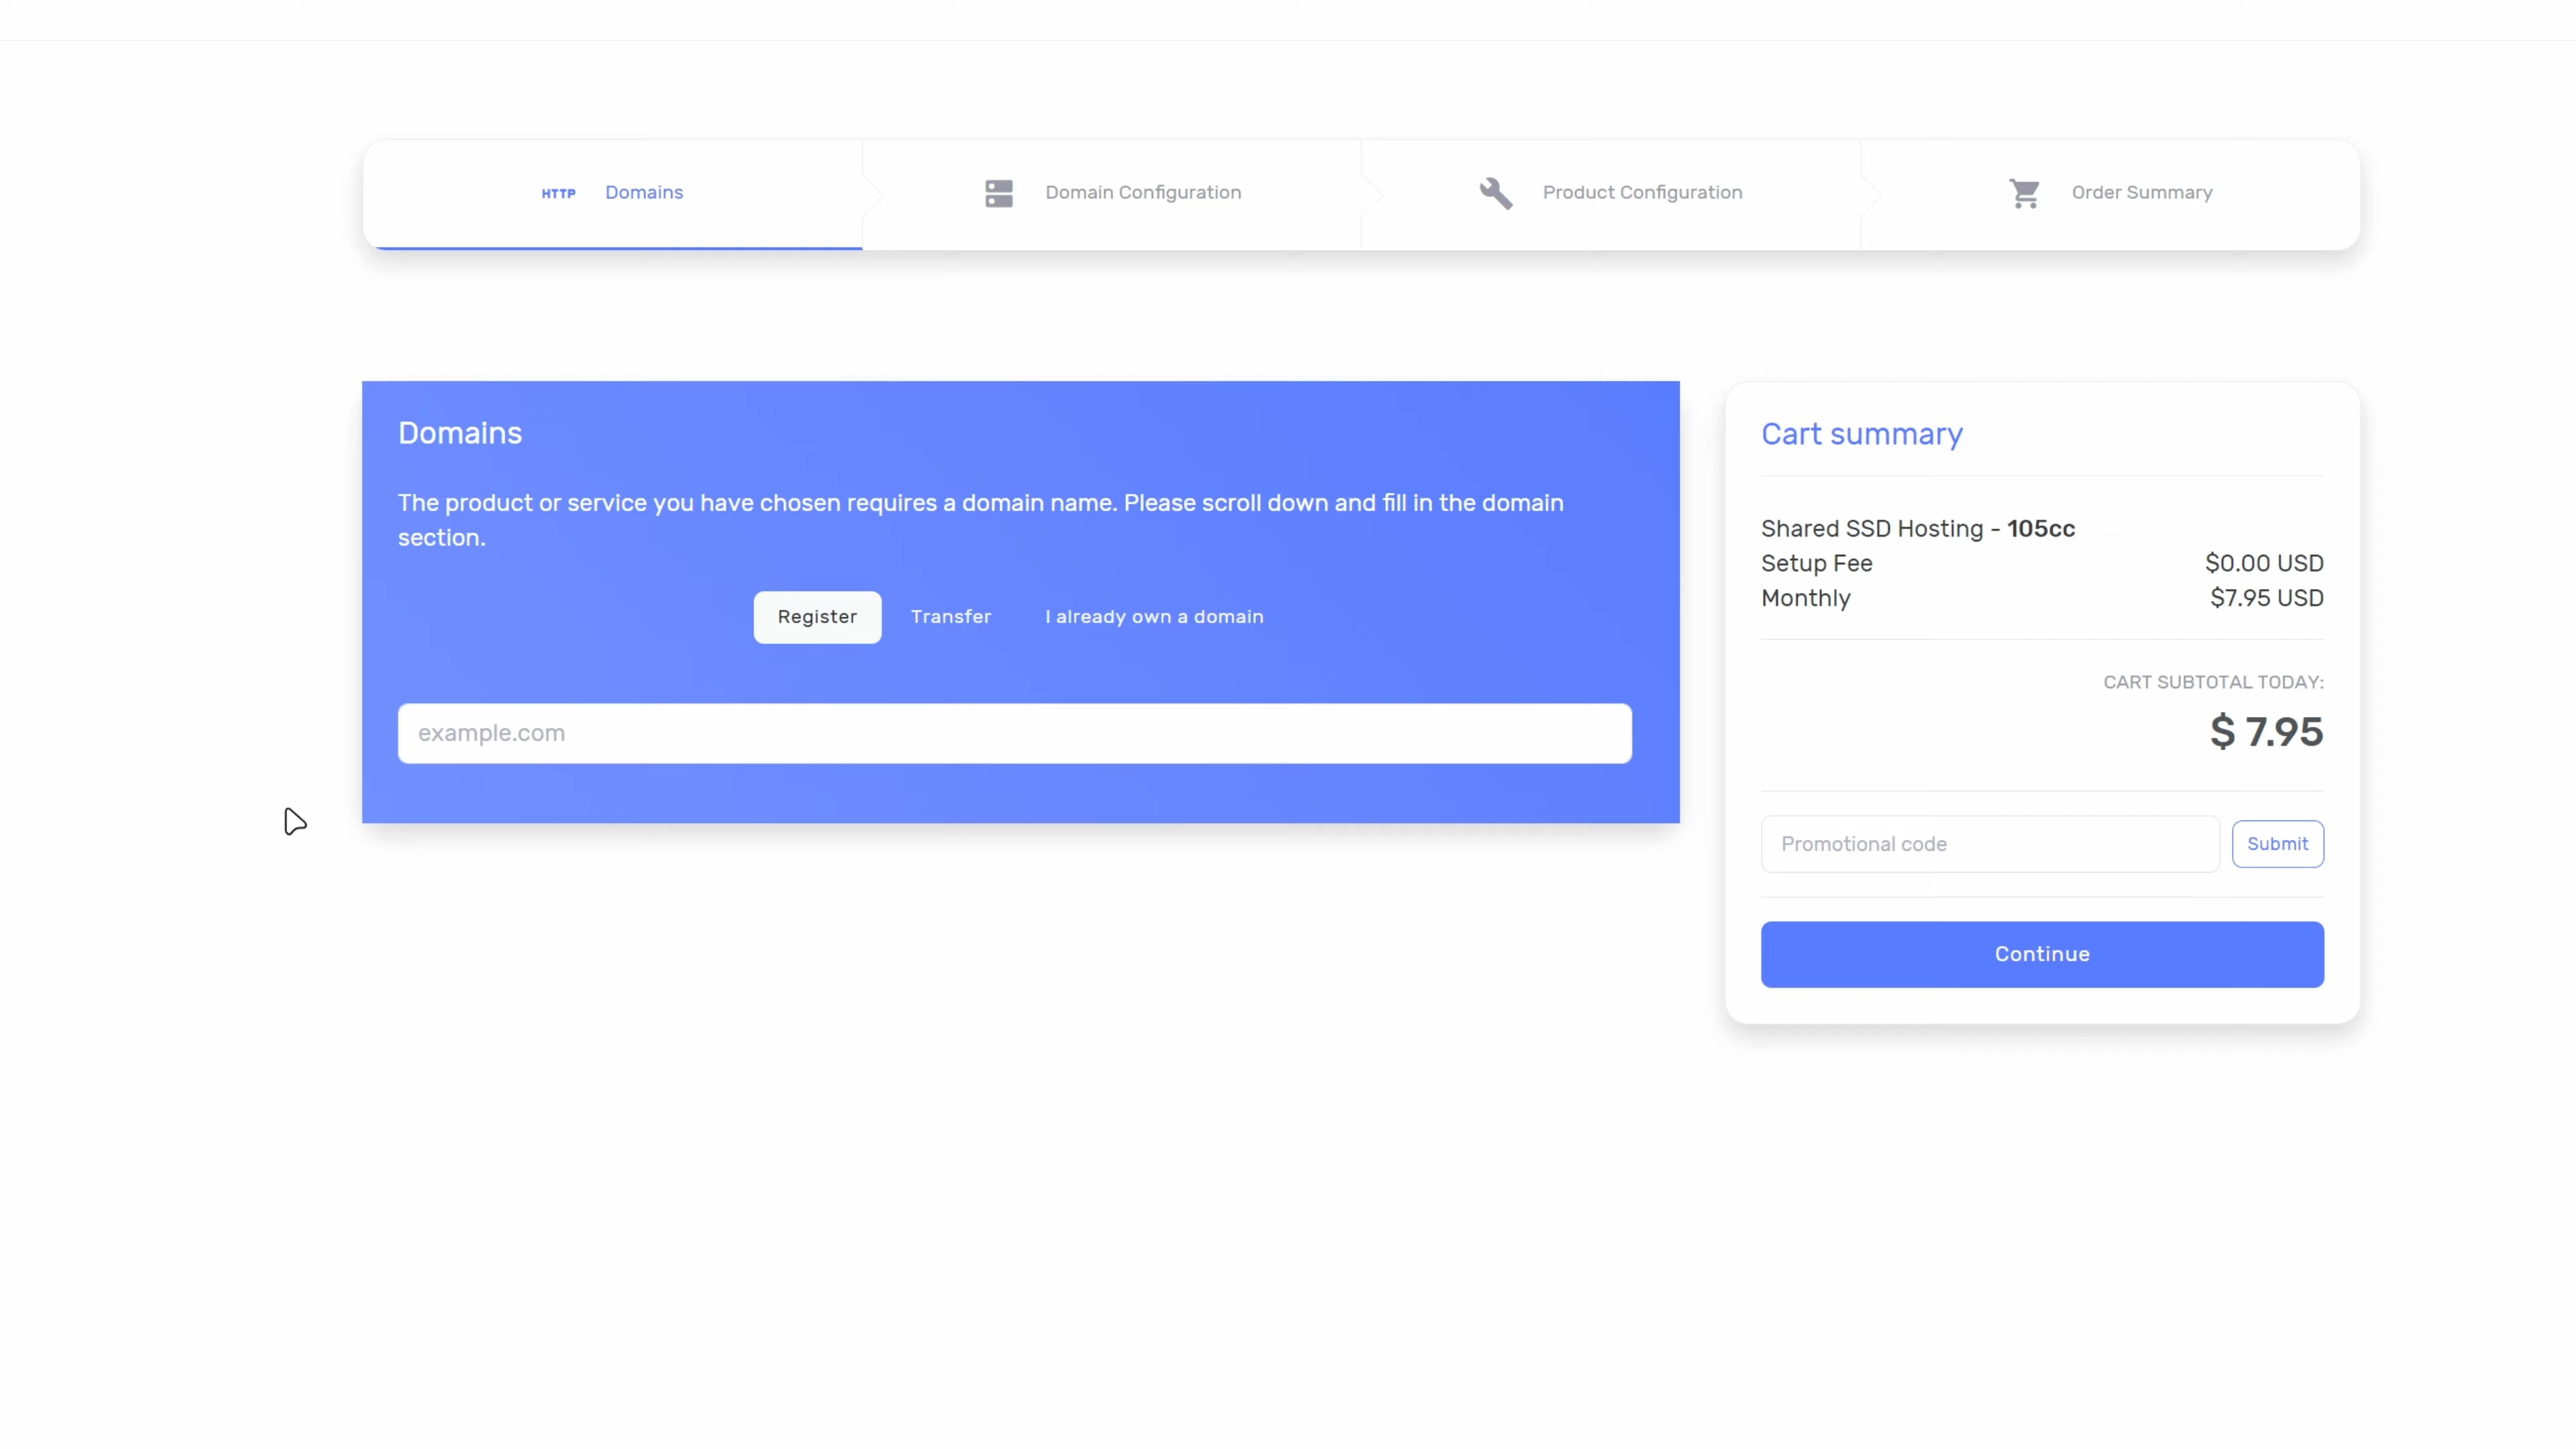 HTTP Domains
Domain Configuration
Product Configuration
Order Summary
Domains
The product or service you have chosen requires a domain name. Please scroll down and fill in the domain
section.
Register Transfer I already own a domain
example.com
Cart summary
Shared SSD Hosting - 105cc
Setup Fee $0.00 USD
Monthly $7.95 USD
CART SUBTOTAL TODAY:
$ 7.95
Promotional code Submit
Continue